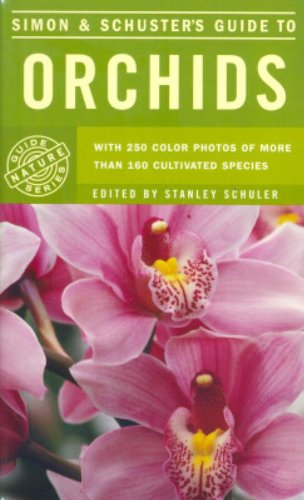 SIMON & SCHUSTER'S GUIDE TO
ORCHIDS
GUIDE
NATURE
SERIES
WITH 250 COLOR PHOTOS OF MORE
THAN 160 CULTIVATED SPECIES
EDITED BY STANLEY SCHULER